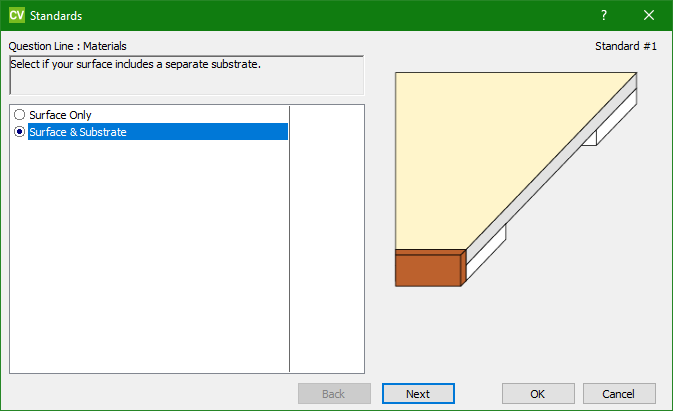 CV Standards ?
Question Line : Materials Standard #1
Select if your surface includes a separate substrate.
Surface Only
Surface & Substrate
Back Next OK Cancel